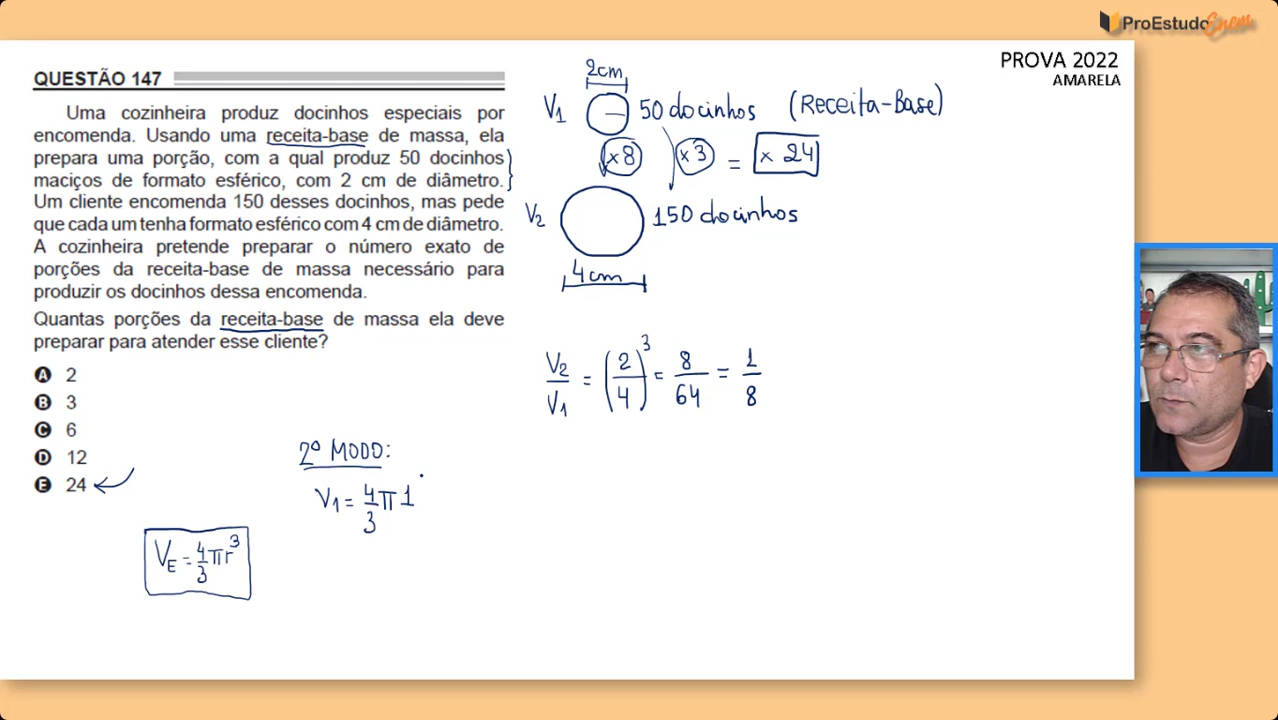 ProEstudo Enem
PROVA 2022
AMARELA
QUESTÃO 147
Uma cozinheira produz docinhos especiais por
encomenda. Usando uma receita-base de massa, ela
prepara uma porção, com a qual produz 50 docinhos
maciços de formato esférico, com 2 cm de diâmetro.
Um cliente encomenda 150 desses docinhos, mas pede
que cada um tenha formato esférico com 4 cm de diâmetro.
A cozinheira pretende preparar o número exato de
porções da receita-base de massa necessário para
produzir os docinhos dessa encomenda.
Quantas porções da receita-base de massa ela deve
preparar para atender esse cliente?
A 2
B 3
C 6
D 12
E 24
V_E = 4/3 πr³
2º MODO:
V1 = 4/3 π 1
2cm
V1 50 docinhos (Receita-Base)
x8 x3 = x 24
V2 150 docinhos
4cm
V2/V1 = (2/4)³ = 8/64 = 1/8